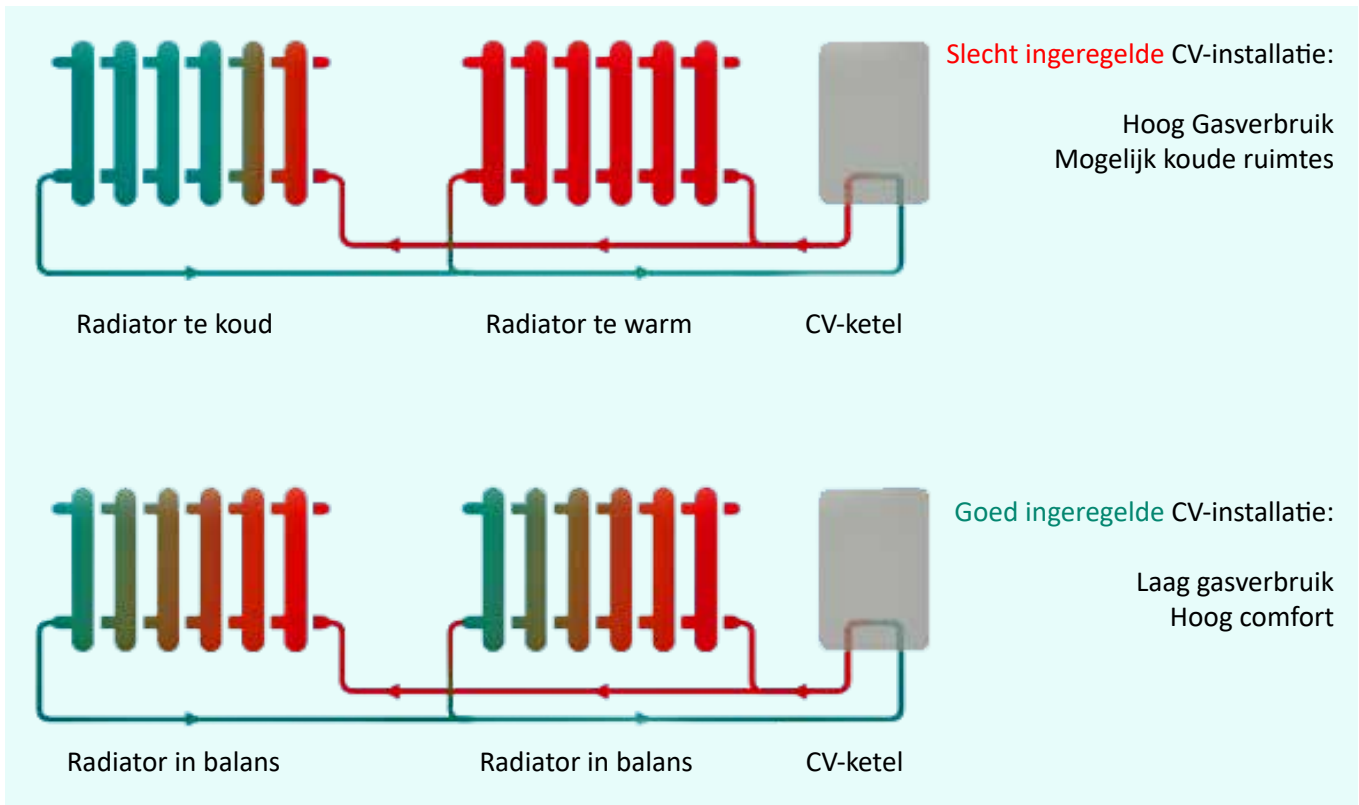 Slecht ingeregelde CV-installatie:
Hoog Gasverbruik
Mogelijk koude ruimtes
Radiator te koud
Radiator te warm
CV-ketel
Goed ingeregelde CV-installatie:
Laag gasverbruik
Hoog comfort
Radiator in balans
Radiator in balans
CV-ketel